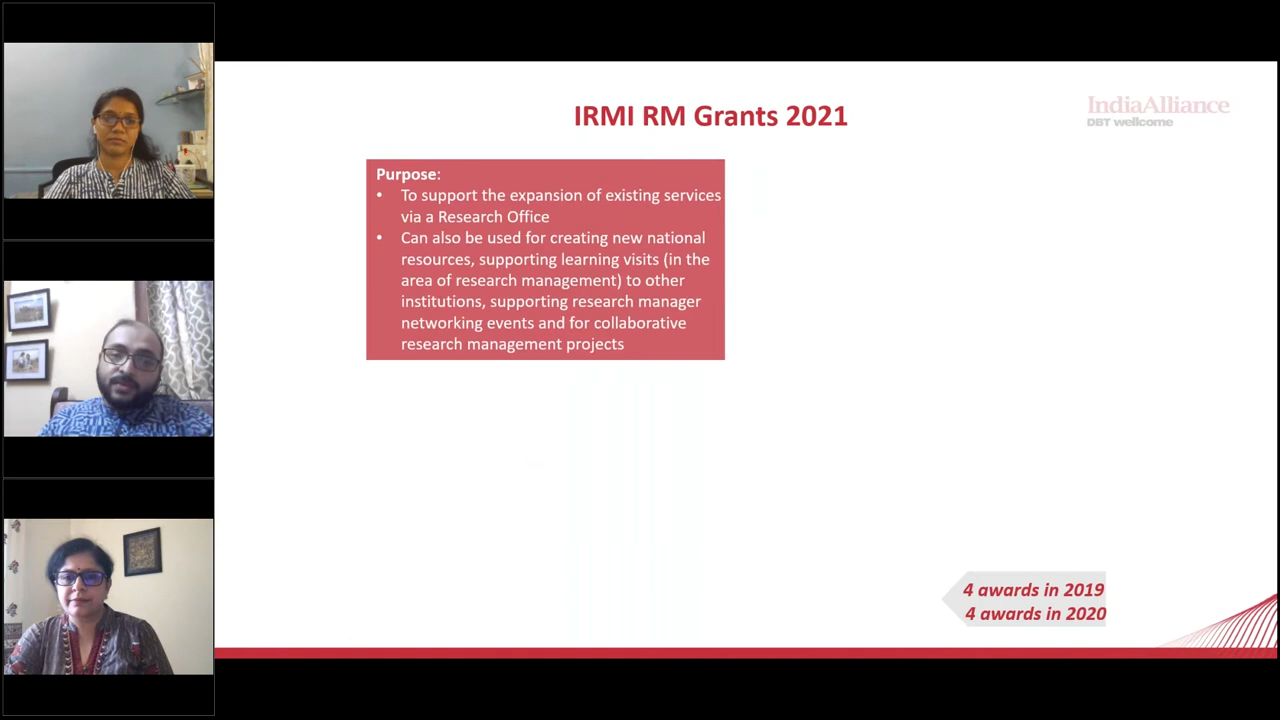 IRMI RM Grants 2021
IndiaAlliance
DBT wellcome
Purpose:
• To support the expansion of existing services
via a Research Office
• Can also be used for creating new national
resources, supporting learning visits (in the
area of research management) to other
institutions, supporting research manager
networking events and for collaborative
research management projects
4 awards in 2019
4 awards in 2020